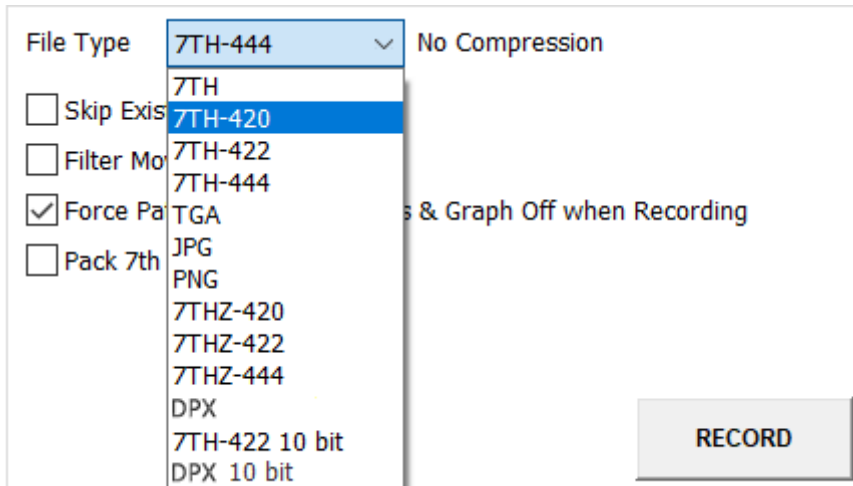 File Type 7TH-444 No Compression
7TH
Skip Exis 7TH-420
Filter Mo 7TH-422
7TH-444
Force Pa TGA s & Graph Off when Recording
JPG
Pack 7th PNG
7THZ-420
7THZ-422
7THZ-444
DPX
7TH-422 10 bit RECORD
DPX 10 bit